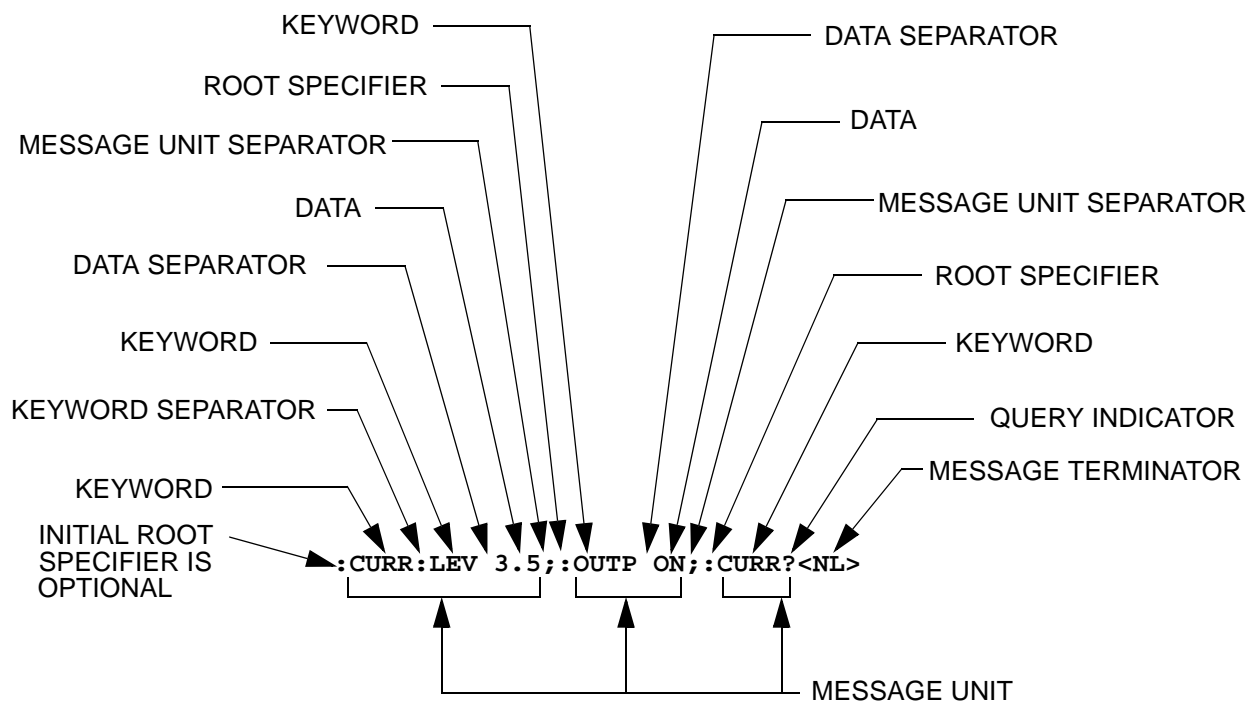 KEYWORD
DATA SEPARATOR
ROOT SPECIFIER
DATA
MESSAGE UNIT SEPARATOR
MESSAGE UNIT SEPARATOR
DATA
DATA SEPARATOR
ROOT SPECIFIER
KEYWORD
KEYWORD
KEYWORD SEPARATOR
QUERY INDICATOR
MESSAGE TERMINATOR
KEYWORD
INITIAL ROOT
SPECIFIER IS
OPTIONAL
:CURR:LEV 3.5;:OUTP ON;:CURR?<NL>
MESSAGE UNIT